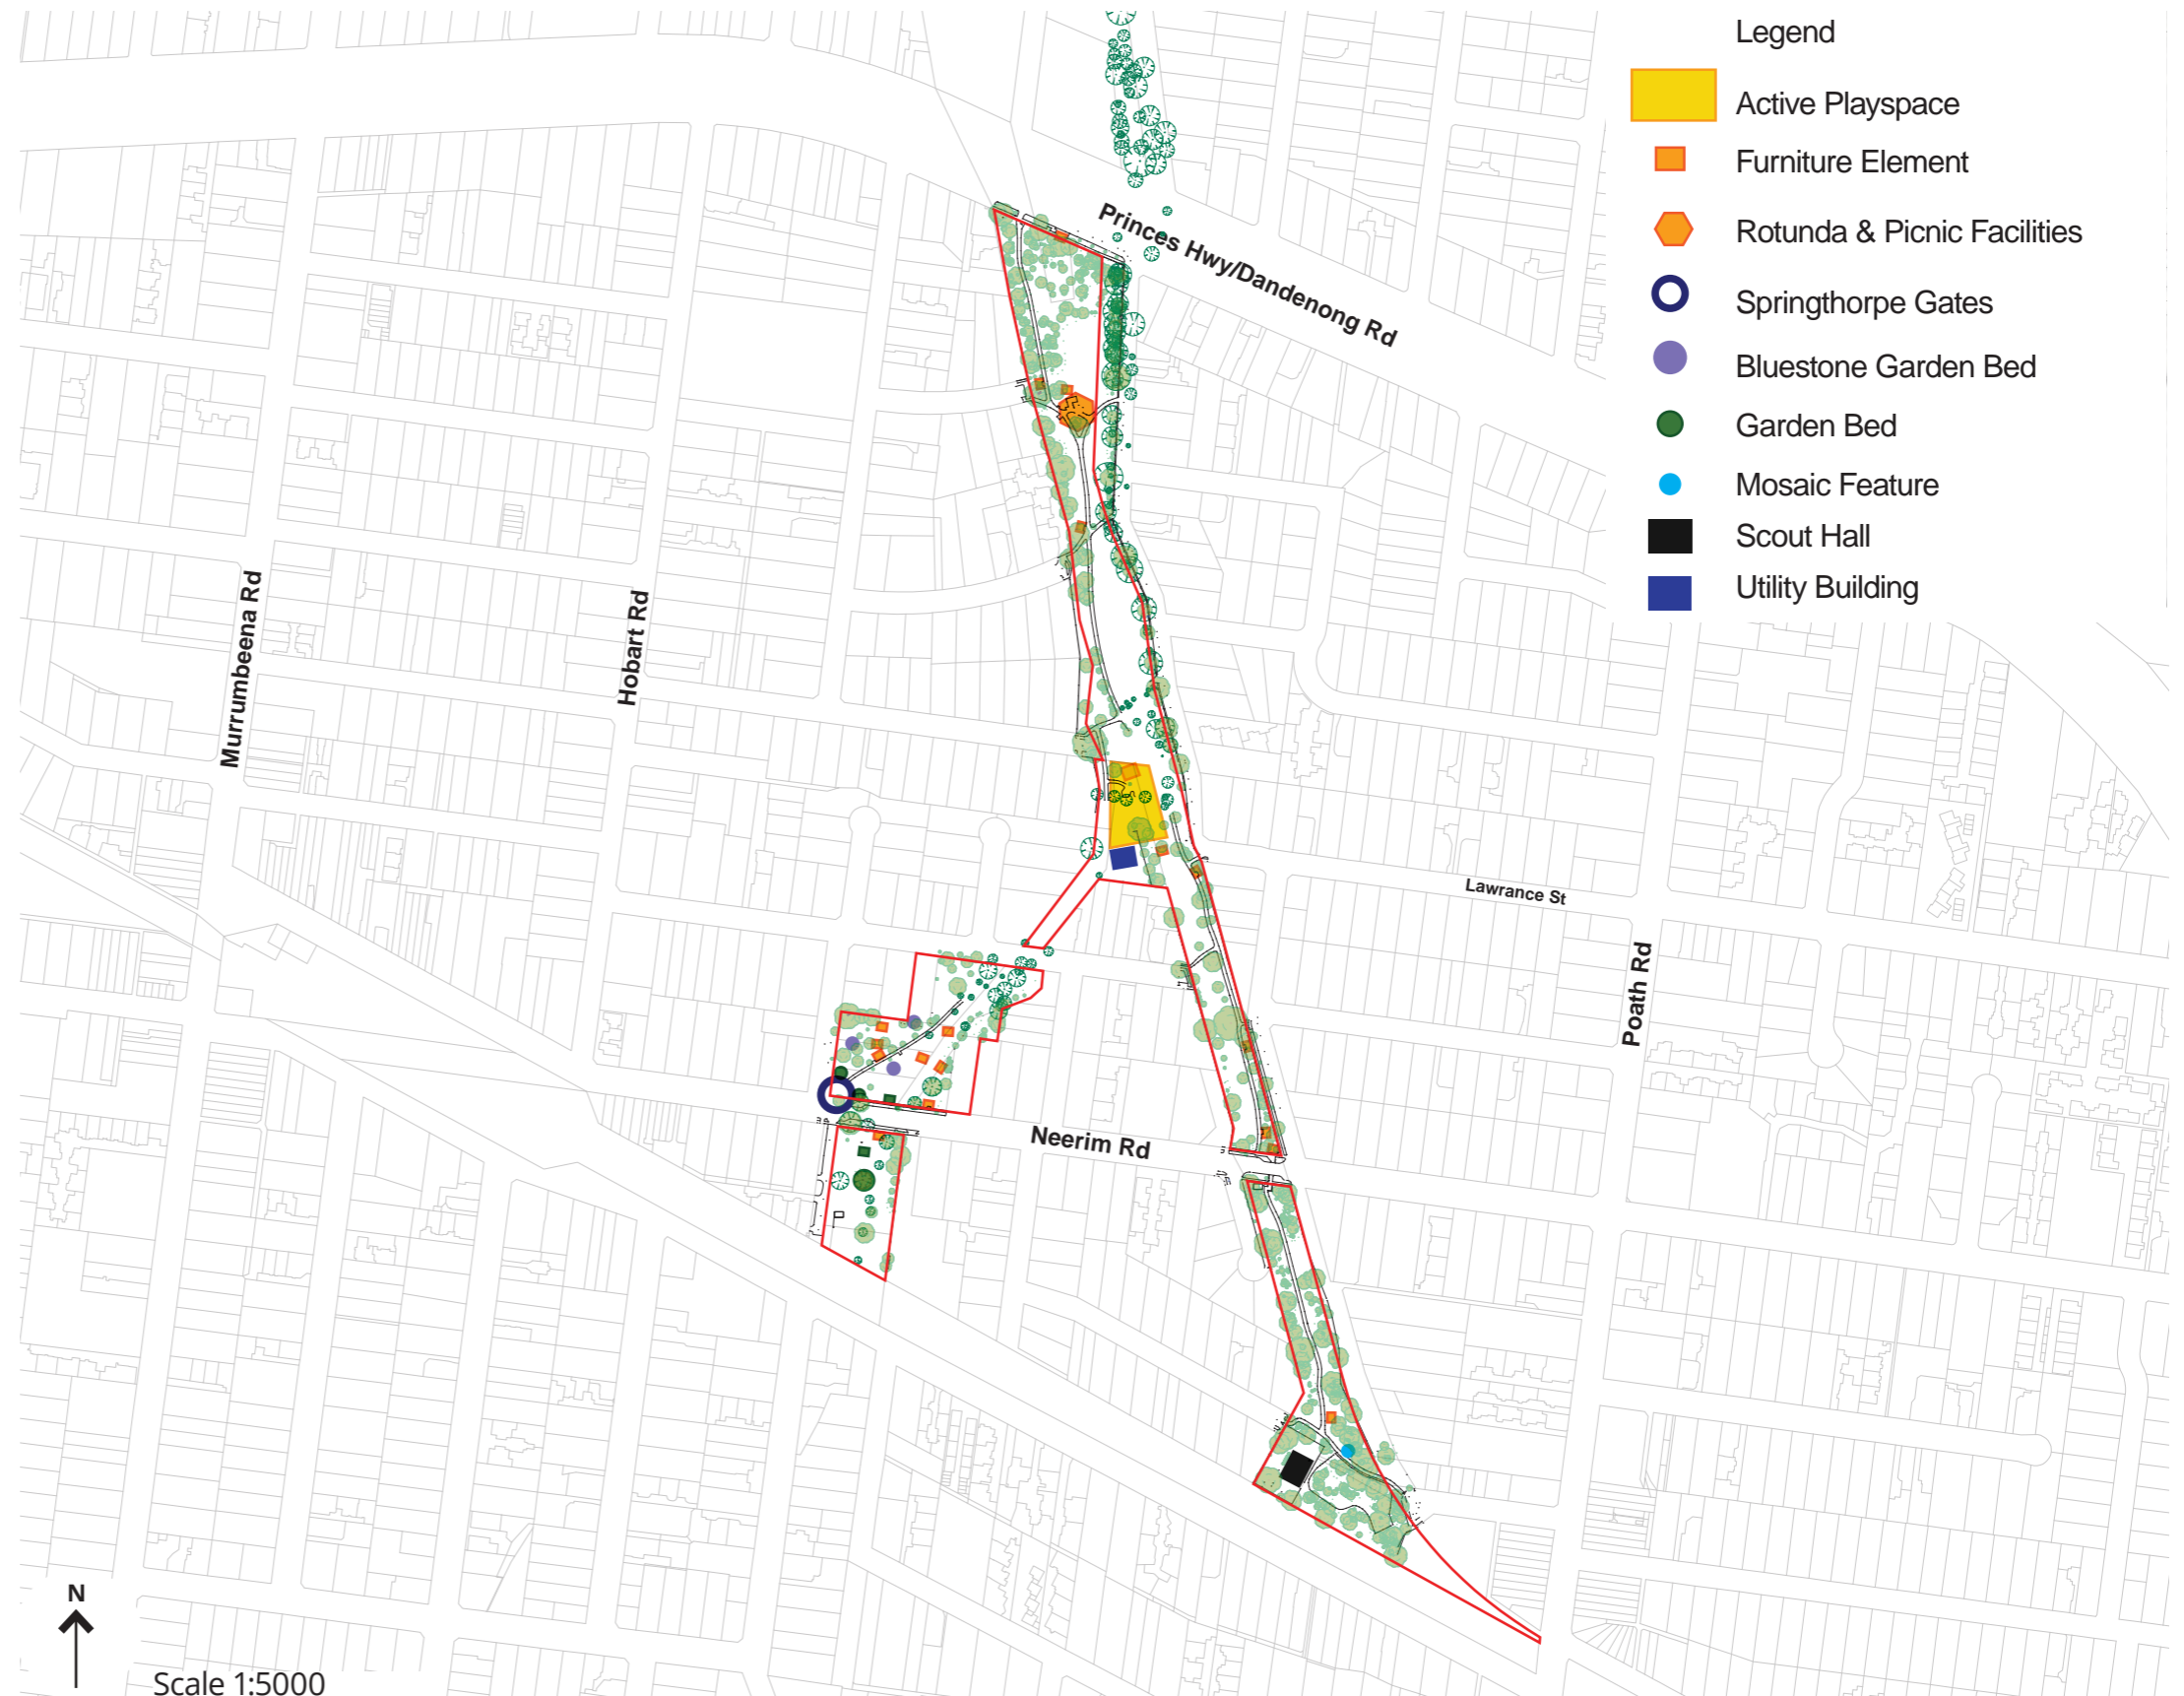 Legend
Active Playspace
Furniture Element
Rotunda & Picnic Facilities
Springthorpe Gates
Bluestone Garden Bed
Garden Bed
Mosaic Feature
Scout Hall
Utility Building
Princes Hwy/Dandenong Rd
Murrumbeena Rd
Hobart Rd
Lawrance St
Poath Rd
Neerim Rd
P
N
Scale 1:5000